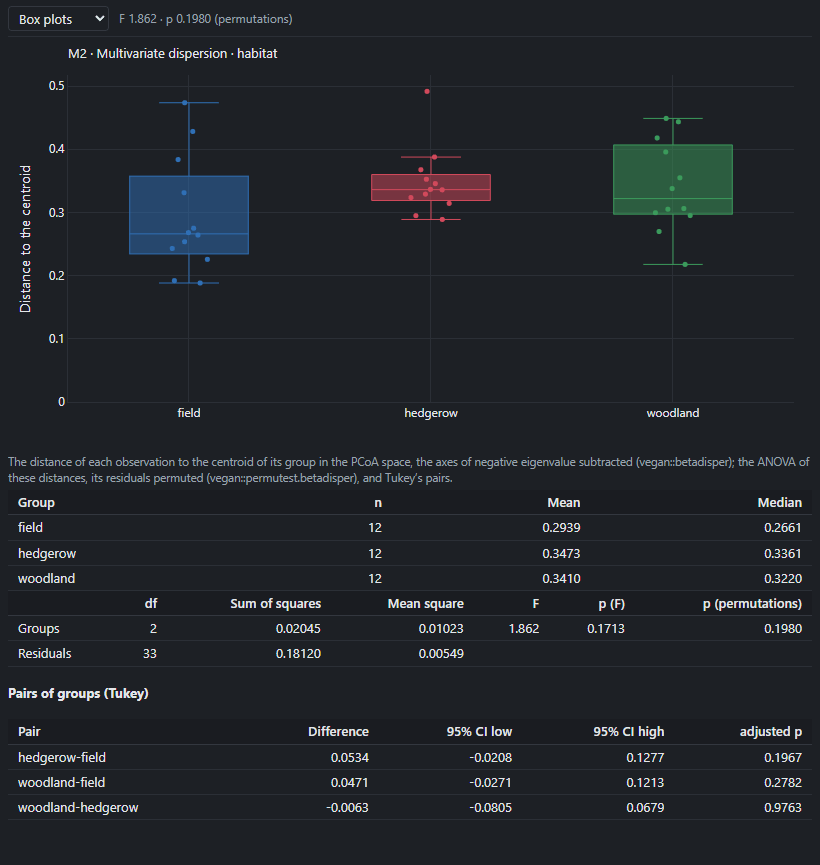 Box plots F 1.862 · p 0.1980 (permutations)
M2 · Multivariate dispersion · habitat
0.5
0.4
0.3
0.2
0.1
0
Distance to the centroid
field hedgerow woodland
The distance of each observation to the centroid of its group in the PCoA space, the axes of negative eigenvalue subtracted (vegan::betadisper); the ANOVA of
these distances, its residuals permuted (vegan::permutest.betadisper), and Tukey's pairs.
Group n Mean Median
field 12 0.2939 0.2661
hedgerow 12 0.3473 0.3361
woodland 12 0.3410 0.3220
df Sum of squares Mean square F p (F) p (permutations)
Groups 2 0.02045 0.01023 1.862 0.1713 0.1980
Residuals 33 0.18120 0.00549
Pairs of groups (Tukey)
Pair Difference 95% CI low 95% CI high adjusted p
hedgerow-field 0.0534 -0.0208 0.1277 0.1967
woodland-field 0.0471 -0.0271 0.1213 0.2782
woodland-hedgerow -0.0063 -0.0805 0.0679 0.9763